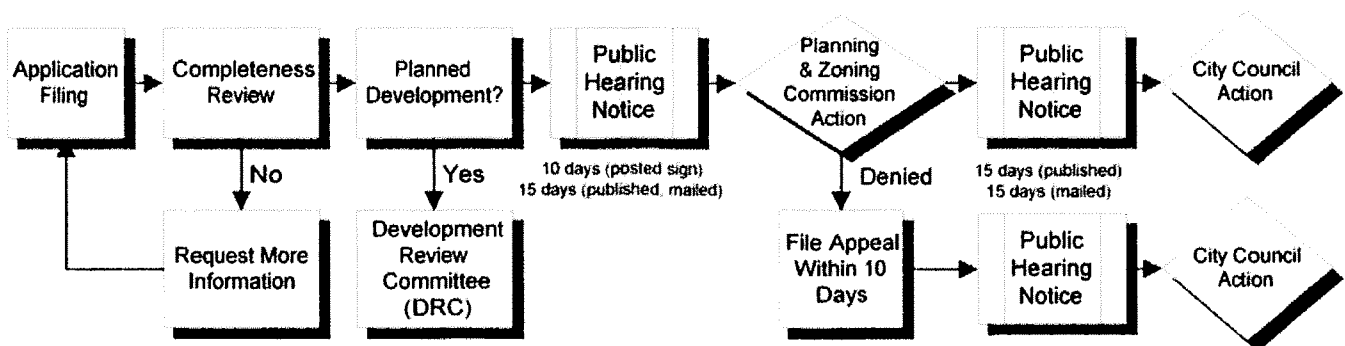 Application
Filing
Completeness
Review
Planned
Development?
Public
Hearing
Notice
10 days (posted sign)
15 days (published, mailed)
Planning
& Zoning
Commission
Action
Public
Hearing
Notice
15 days (published)
15 days (mailed)
City Council
Action
No
Request More
Information
Yes
Development
Review
Committee
(DRC)
Denied
File Appeal
Within 10
Days
Public
Hearing
Notice
City Council
Action